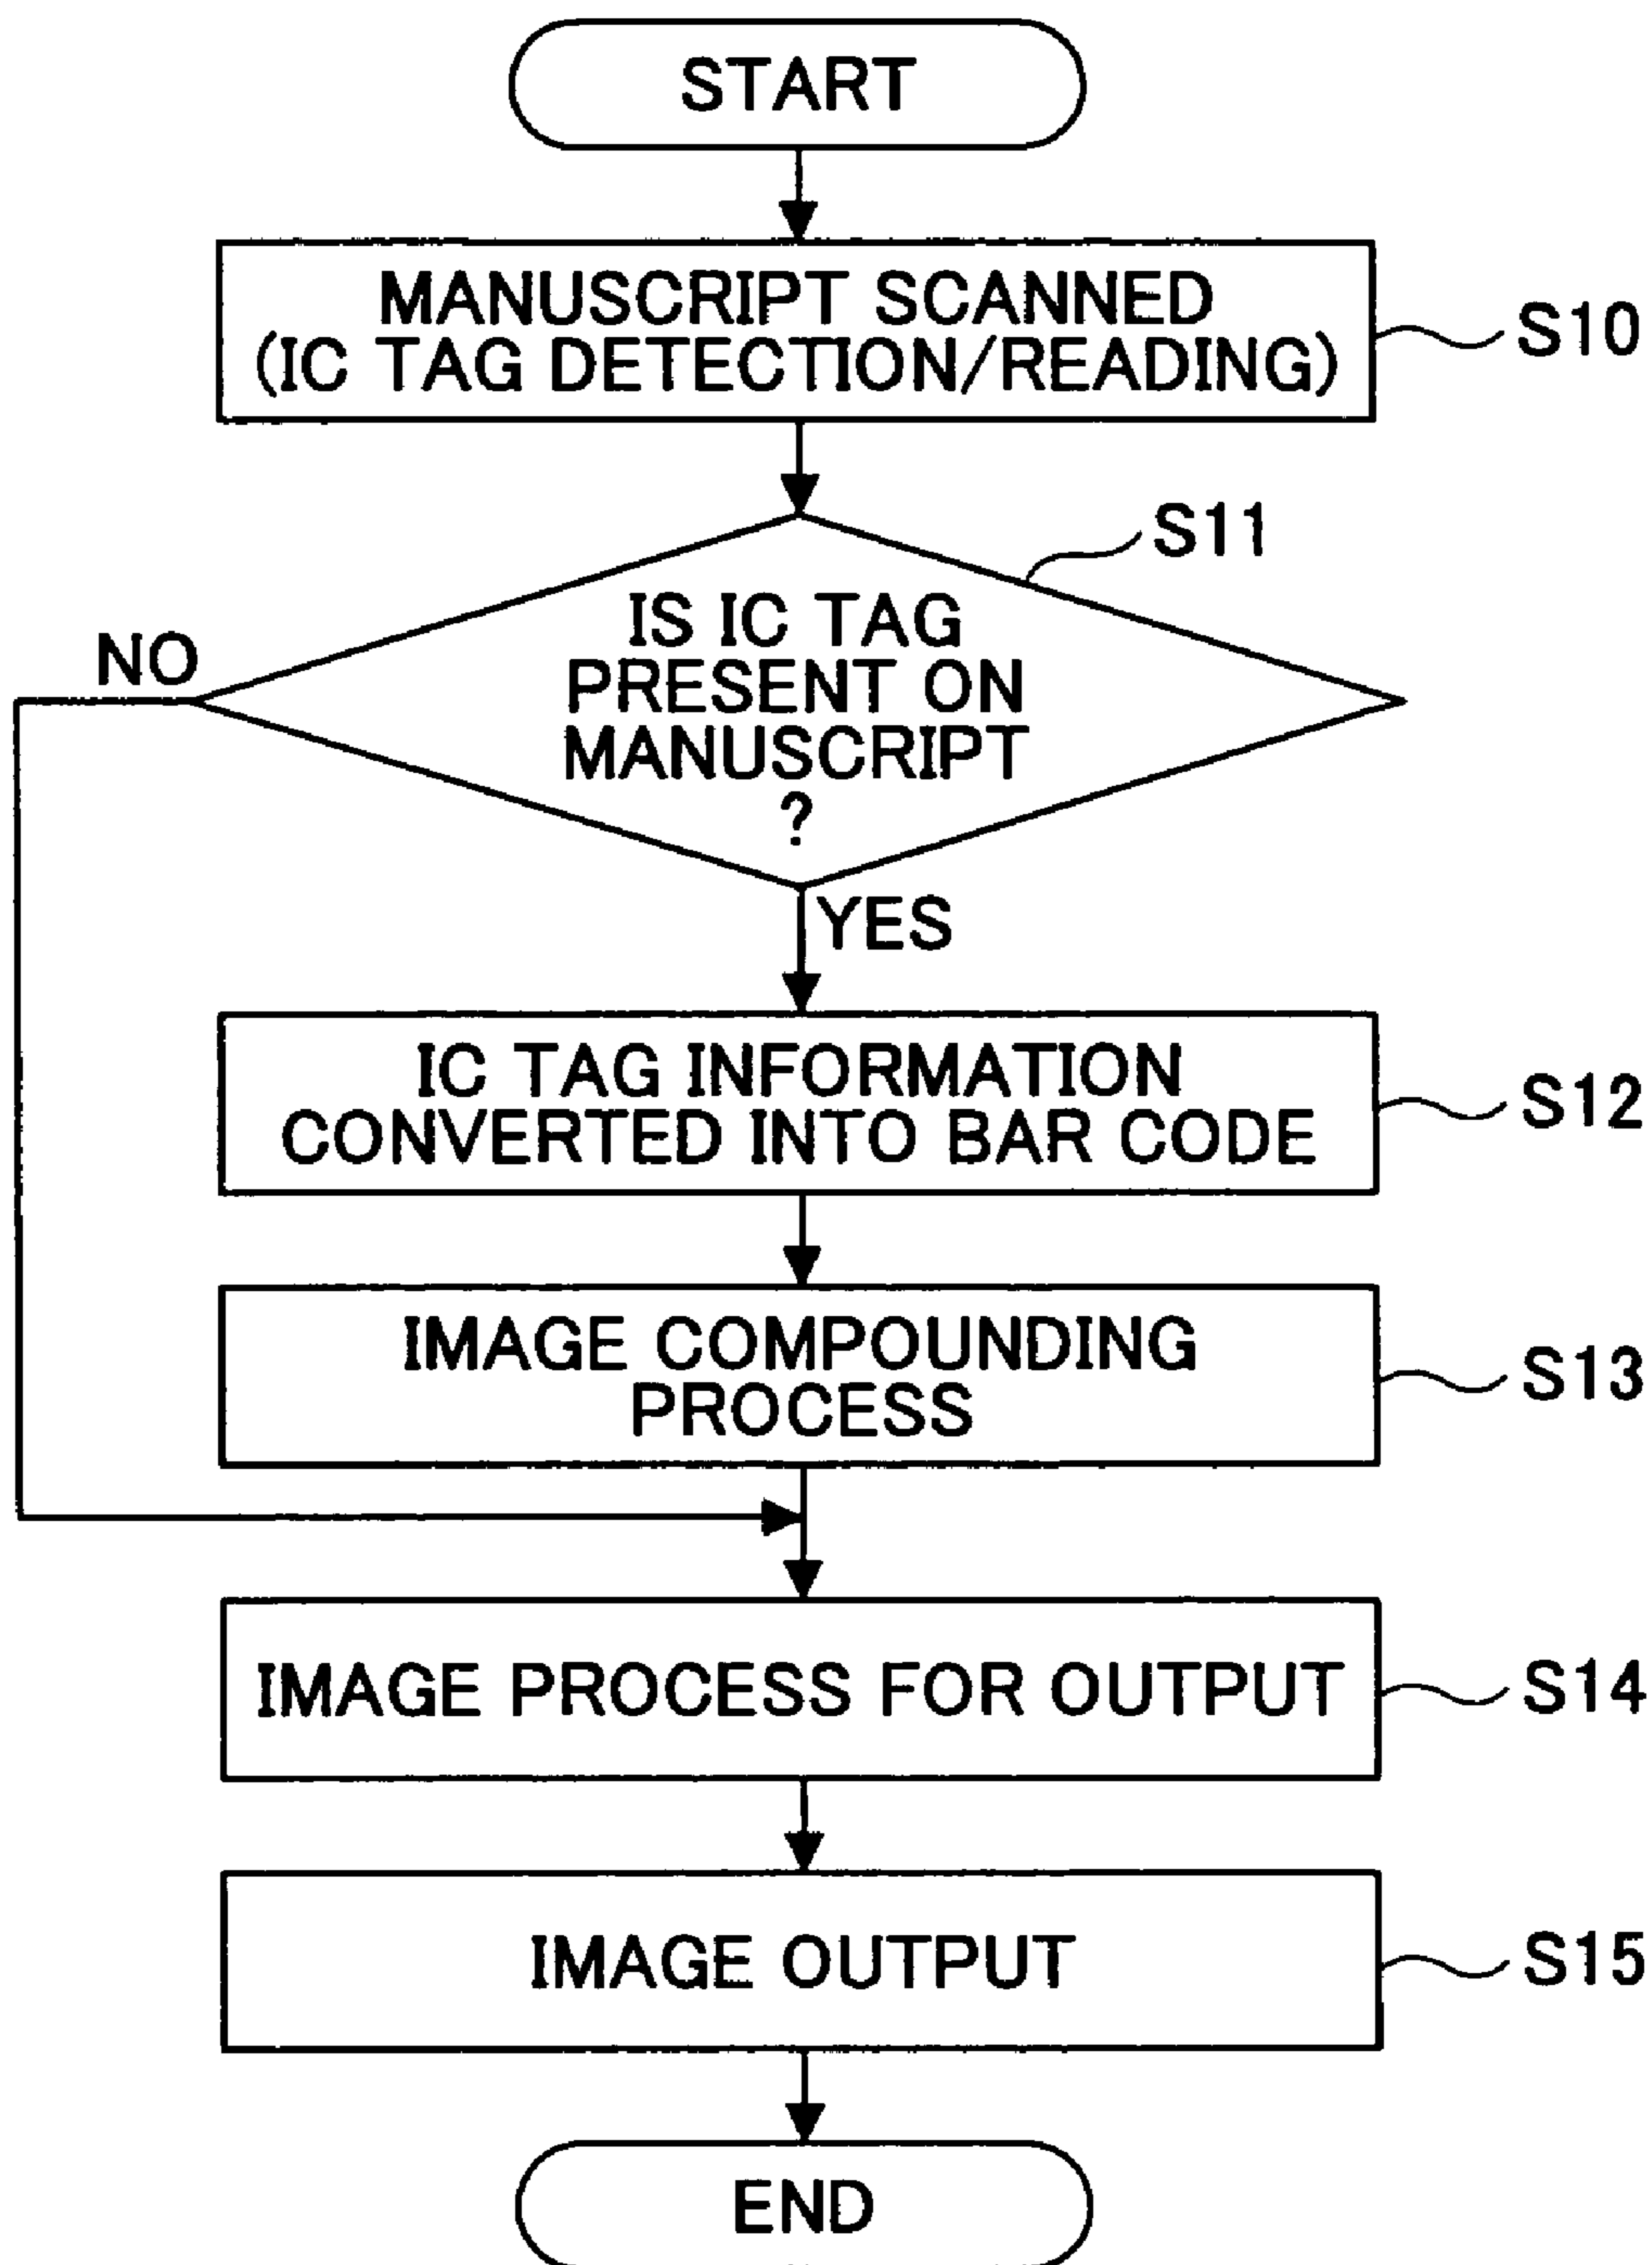 START
MANUSCRIPT SCANNED
(IC TAG DETECTION/READING)
S10
S11
IS IC TAG
PRESENT ON
MANUSCRIPT
?
NO
YES
IC TAG INFORMATION
CONVERTED INTO BAR CODE
S12
IMAGE COMPOUNDING
PROCESS
S13
IMAGE PROCESS FOR OUTPUT
S14
IMAGE OUTPUT
S15
END